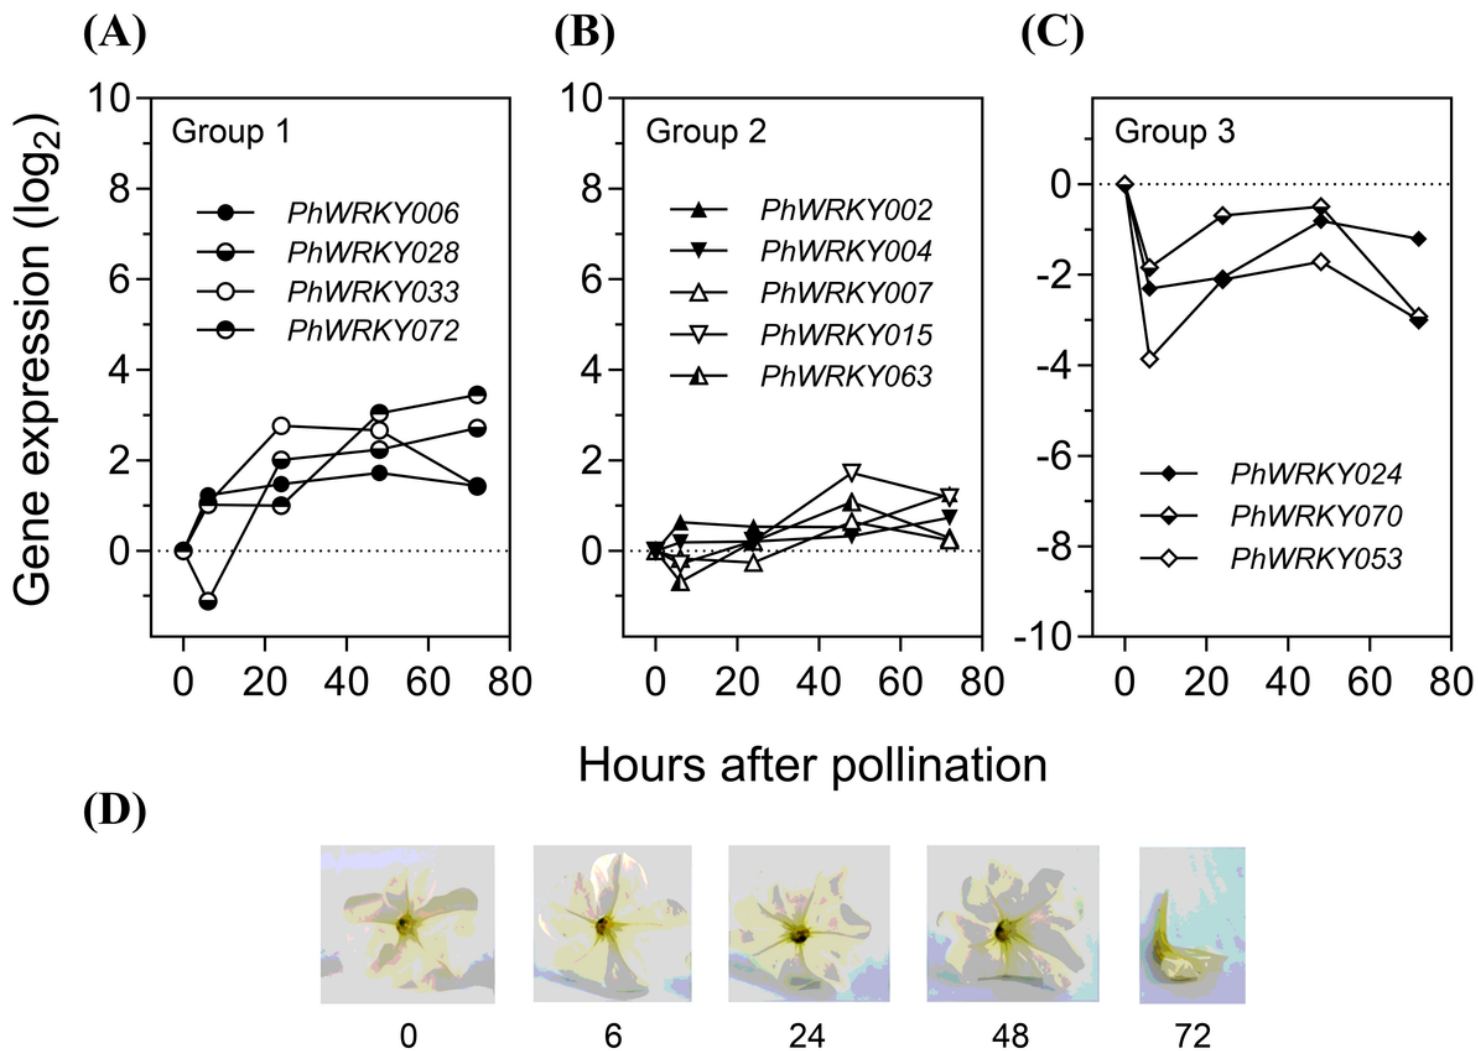 (A)
(B)
(C)
Gene expression (log2)
10
8
6
4
2
0
0
20
40
60
80
Group 1
PhWRKY006
PhWRKY028
PhWRKY033
PhWRKY072
10
8
6
4
2
0
0
20
40
60
80
Group 2
PhWRKY002
PhWRKY004
PhWRKY007
PhWRKY015
PhWRKY063
0
-2
-4
-6
-8
-10
0
20
40
60
80
Group 3
PhWRKY024
PhWRKY070
PhWRKY053
Hours after pollination
(D)
0
6
24
48
72